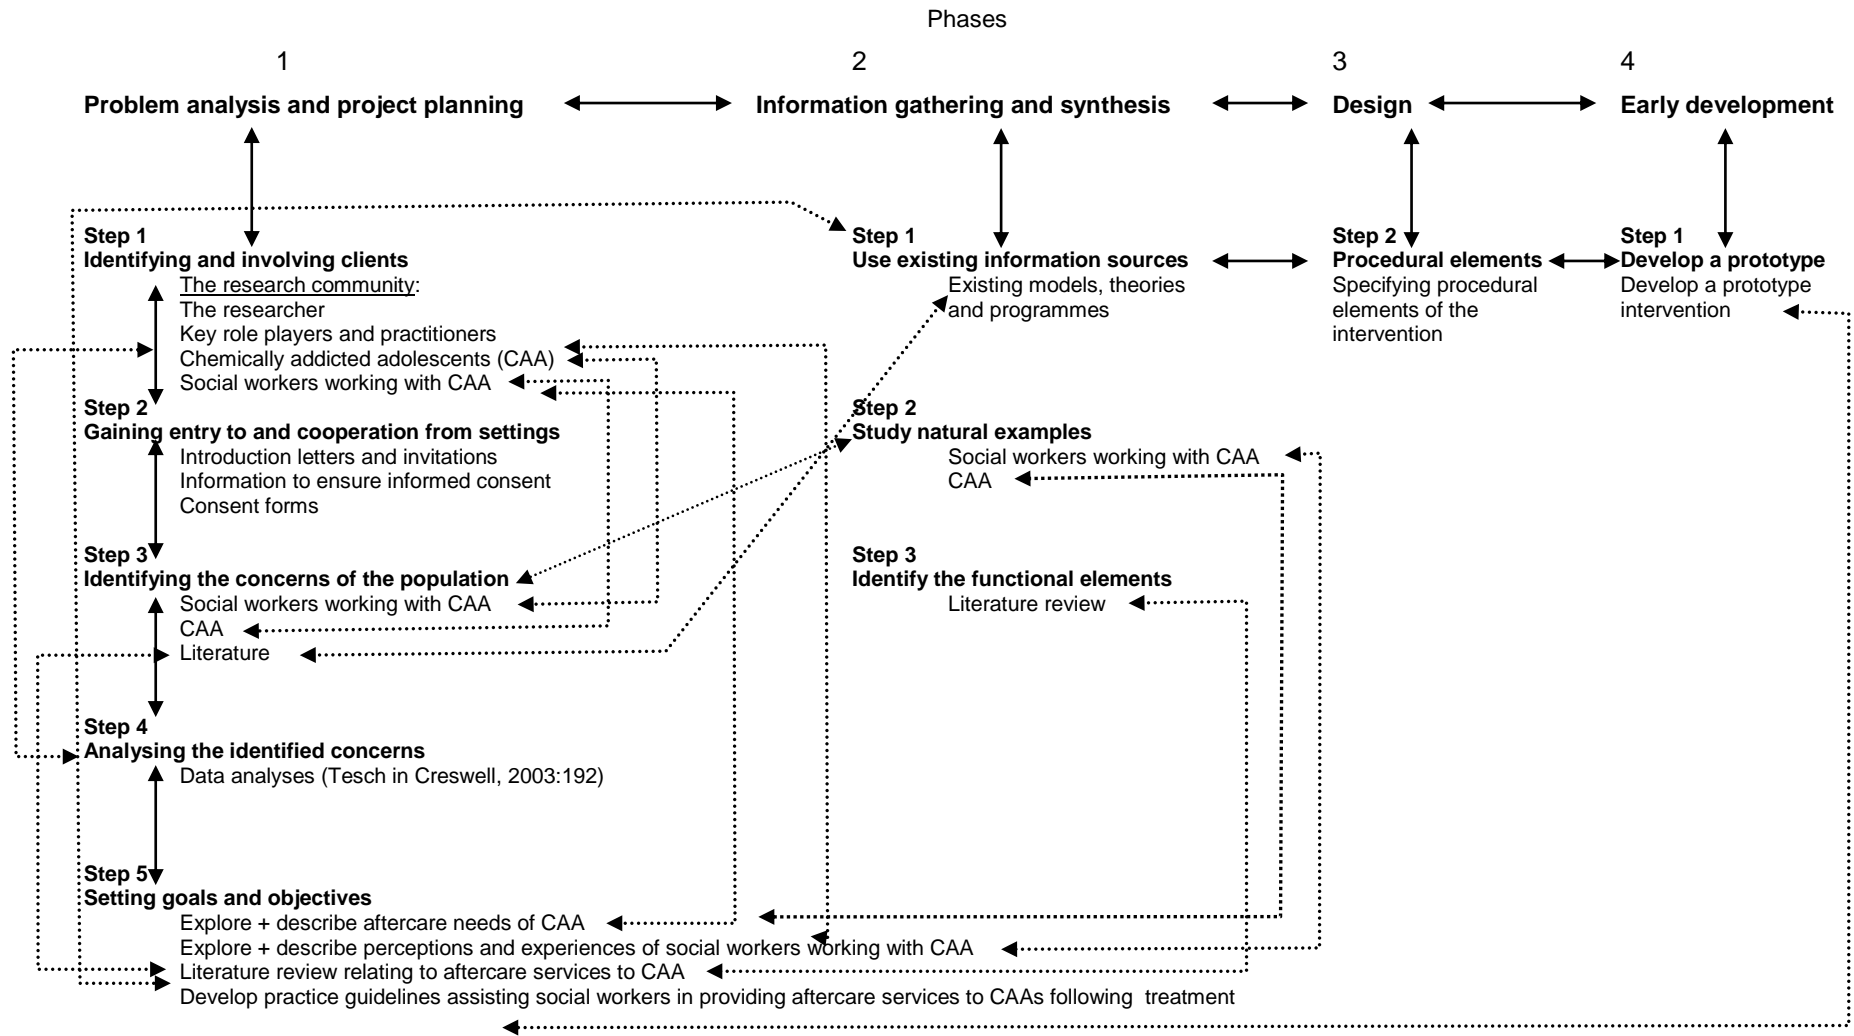 Phases
1
2
3
4
Problem analysis and project planning
Information gathering and synthesis
Design
Early development
Step 1
Identifying and involving clients
The research community:
The researcher
Key role players and practitioners
Chemically addicted adolescents (CAA)
Social workers working with CAA
Step 2
Gaining entry to and cooperation from settings
Introduction letters and invitations
Information to ensure informed consent
Consent forms
Step 3
Identifying the concerns of the population
Social workers working with CAA
CAA
Literature
Step 4
Analysing the identified concerns
Data analyses (Tesch in Creswell, 2003:192)
Step 5
Setting goals and objectives
Explore + describe aftercare needs of CAA
Explore + describe perceptions and experiences of social workers working with CAA
Literature review relating to aftercare services to CAA
Develop practice guidelines assisting social workers in providing aftercare services to CAAs following treatment
Step 1
Use existing information sources
Existing models, theories
and programmes
Step 2
Study natural examples
Social workers working with CAA
CAA
Step 3
Identify the functional elements
Literature review
Step 2
Procedural elements
Specifying procedural
elements of the
intervention
Step 1
Develop a prototype
Develop a prototype
intervention